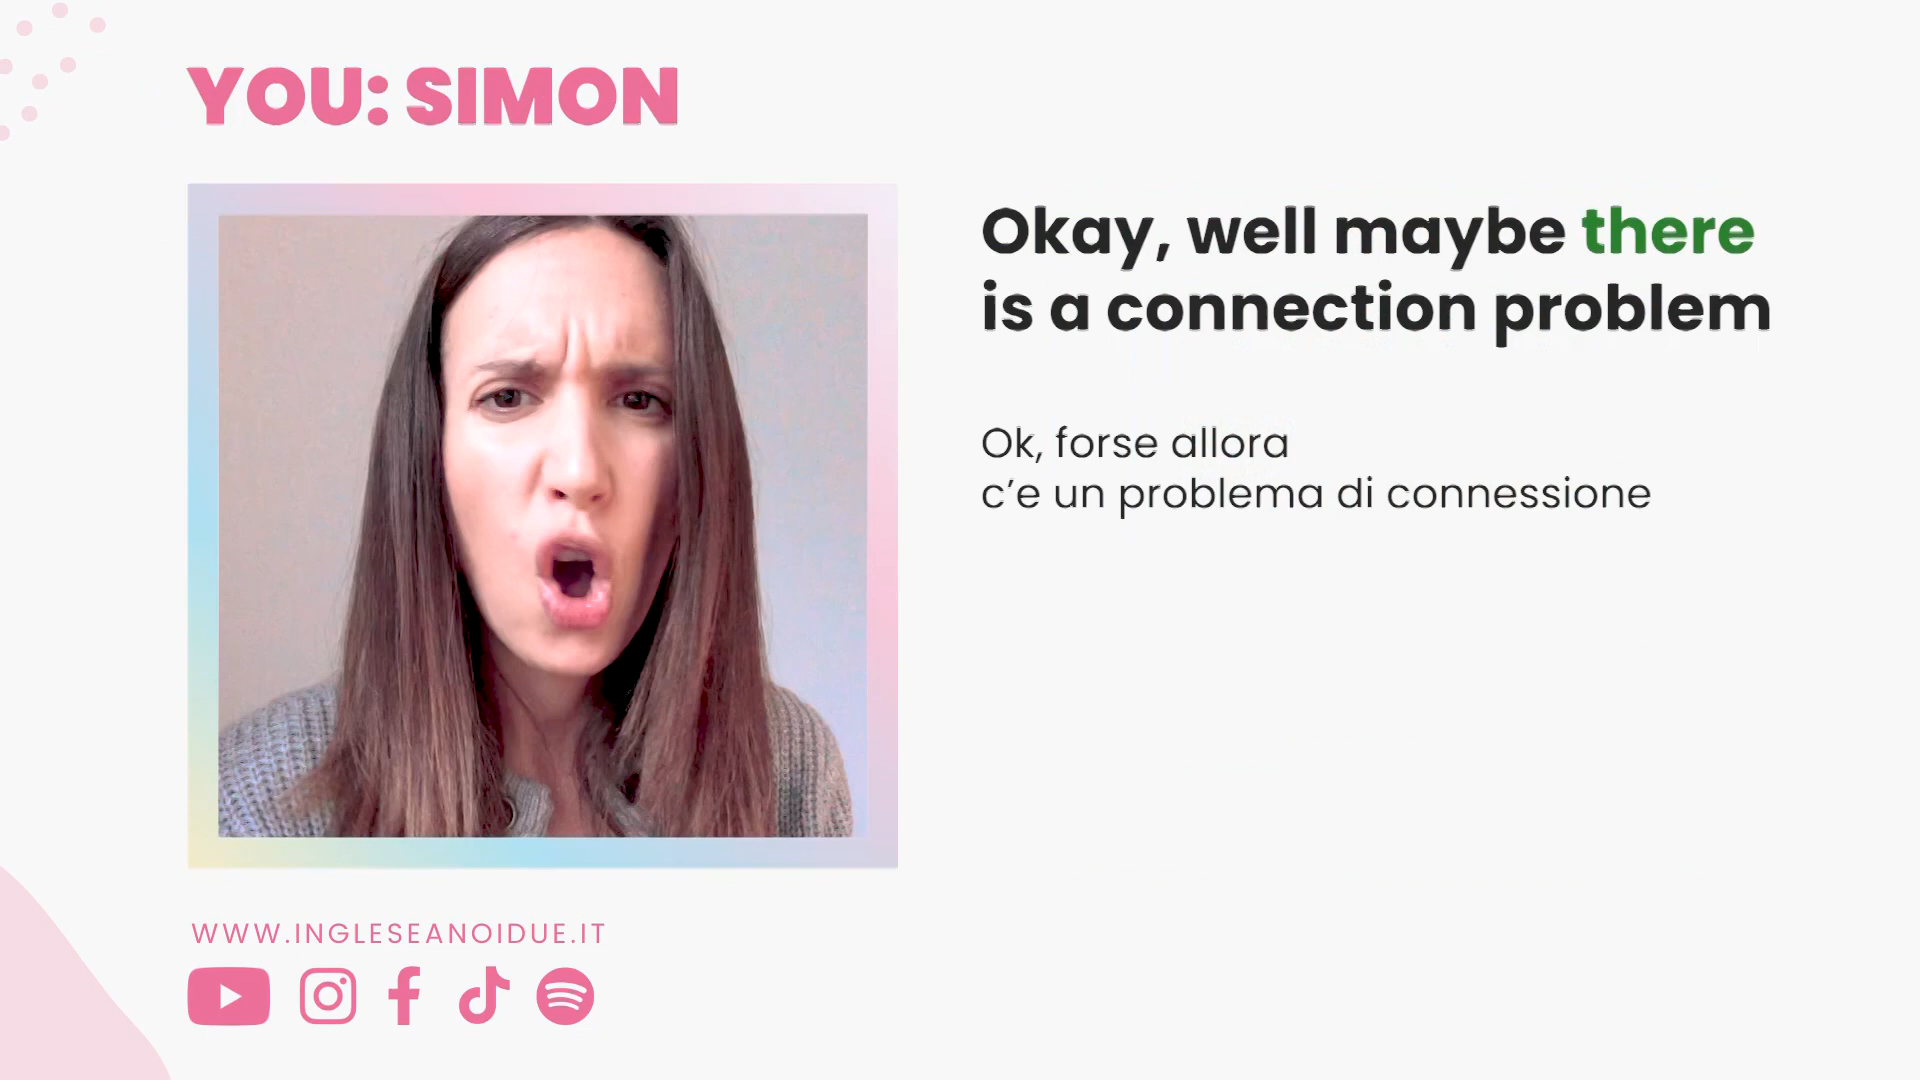 YOU: SIMON
Okay, well maybe there
is a connection problem
Ok, forse allora
c’e un problema di connessione
WWW.INGLESEANOIDUE.IT